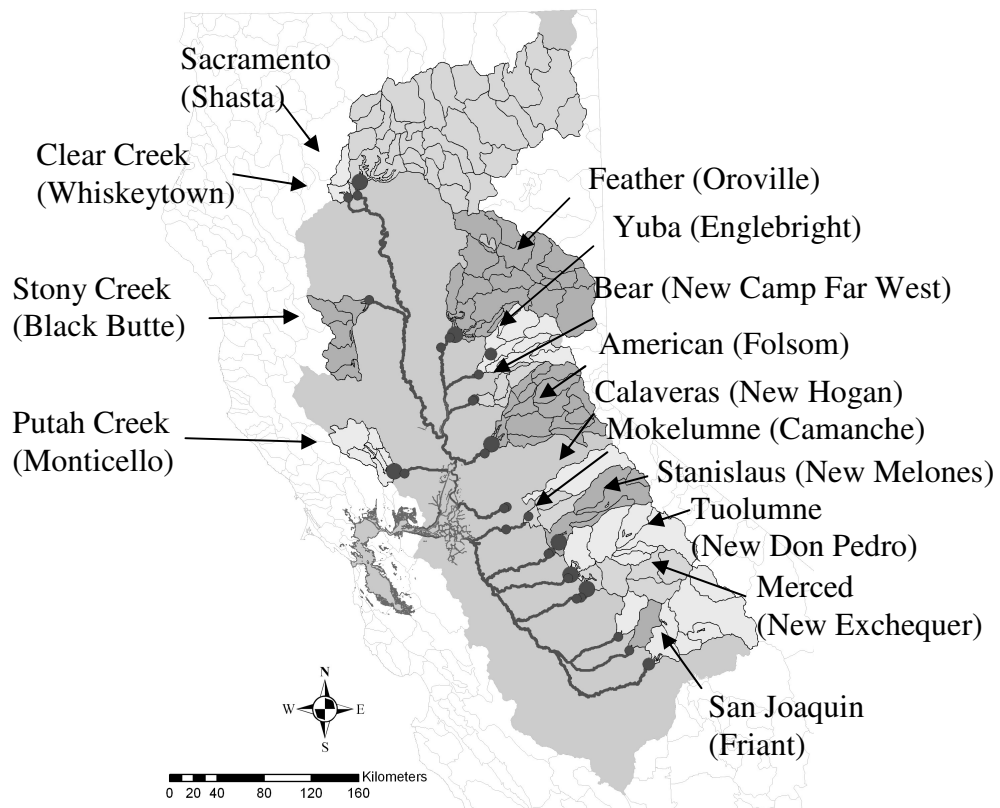 Sacramento
(Shasta)
Clear Creek
(Whiskeytown)
Feather (Oroville)
Yuba (Englebright)
Bear (New Camp Far West)
Stony Creek
(Black Butte)
American (Folsom)
Calaveras (New Hogan)
Mokelumne (Camanche)
Putah Creek
(Monticello)
Stanislaus (New Melones)
Tuolumne
(New Don Pedro)
Merced
(New Exchequer)
San Joaquin
(Friant)
N
W E
S
Kilometers
0 20 40 80 120 160